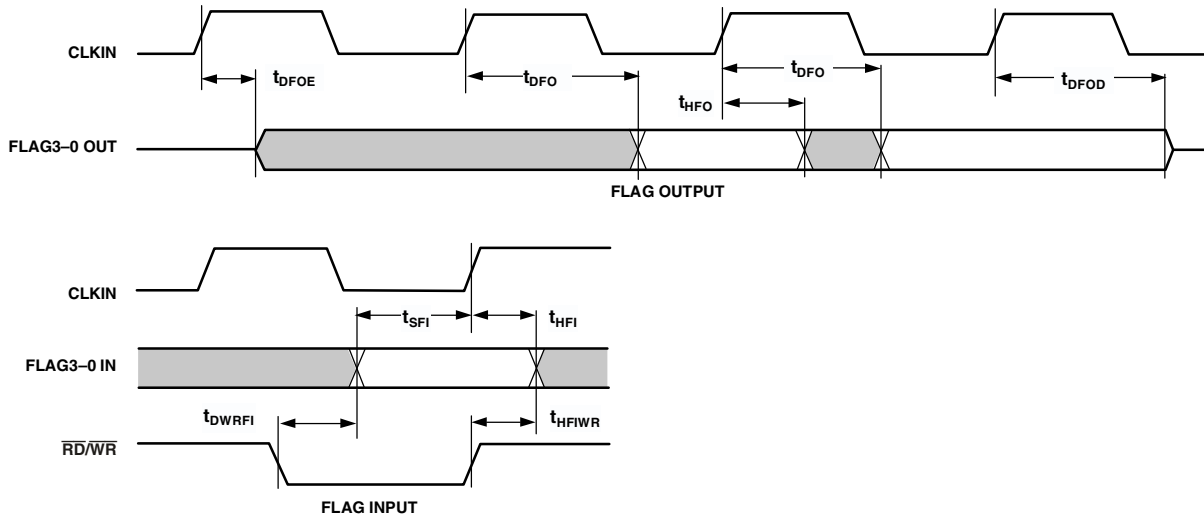 CLKIN
tDFOE
tDFO
tDFO
tHFO
tDFOD
FLAG3–0 OUT
FLAG OUTPUT
CLKIN
tSFI
tHFI
FLAG3–0 IN
tDWRFI
tHFIWR
RD/WR
FLAG INPUT